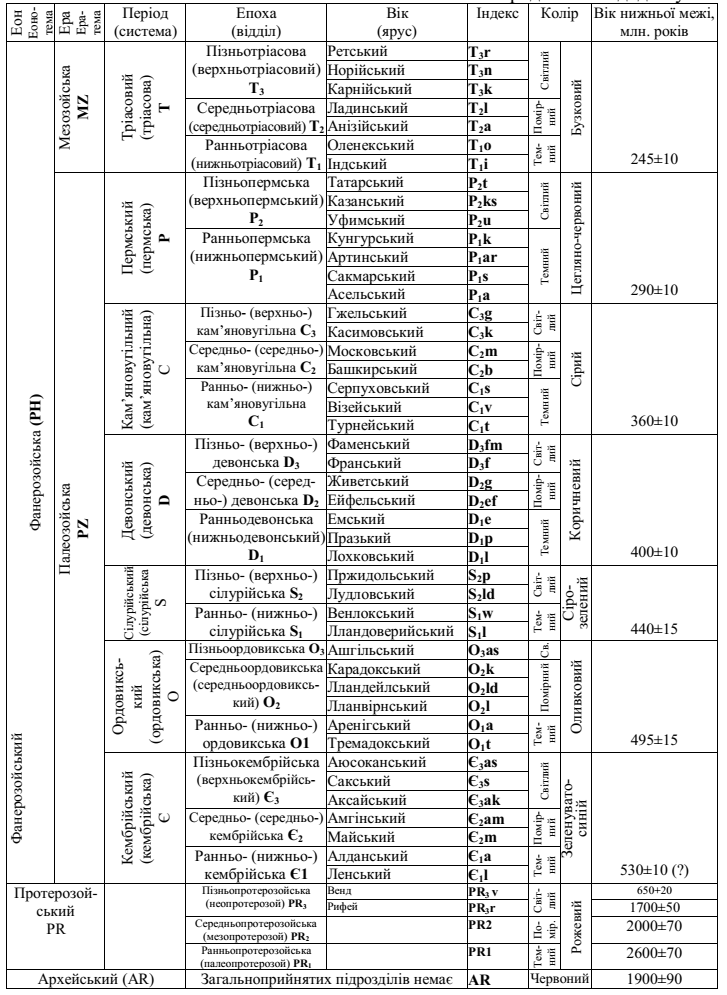 Еон
Еоно-
тема
Ера
Ера-
тема
Період
(система)
Епоха
(відділ)
Вік
(ярус)
Індекс
Колір
Вік нижньої межі,
млн. років
Фанерозойський
Фанерозойська (PH)
Мезозойська
MZ
Тріасовий
(тріасова)
T
Пізньотріасова
(верхньотріасовий)
T₃
Ретський T₃r
Норійський T₃n
Карнійський T₃k
Світлий
Бузковий
Середньотріасова
(середньотріасовий) T₂
Ладинський T₂l
Анізійський T₂a
Помір-
ний
Ранньотріасова
(нижньотріасовий) T₁
Оленекський T₁o
Індський T₁i
Тем-
ний
245±10
Палеозойська
PZ
Пермський
(пермська)
P
Пізньопермська
(верхньопермський)
P₂
Татарський P₂t
Казанський P₂ks
Уфимський P₂u
Світлий
Цегляно-червоний
Ранньопермська
(нижньопермський)
P₁
Кунгурський P₁k
Артинський P₁ar
Сакмарський P₁s
Асельський P₁a
Темний
290±10
Кам’яновугільний
(кам’яновугільна)
C
Пізньо- (верхньо-)
кам’яновугільна C₃
Гжельський C₃g
Касимовський C₃k
Світ-
лий
Сірий
Середньо- (середньо-)
кам’яновугільна C₂
Московський C₂m
Башкирський C₂b
Помір-
ний
Ранньо- (нижньо-)
кам’яновугільна
C₁
Серпуховський C₁s
Візейський C₁v
Турнейський C₁t
Темний
360±10
Девонський
(девонська)
D
Пізньо- (верхньо-)
девонська D₃
Фаменський D₃fm
Франський D₃f
Світ-
лий
Коричневий
Середньо- (серед-
ньо-) девонська D₂
Живетський D₂g
Ейфельський D₂ef
Помір-
ний
Ранньодевонська
(нижньодевонський)
D₁
Емський D₁e
Празький D₁p
Лохковський D₁l
Темний
400±10
Сілурійський
(сілурійська
S
Пізньо- (верхньо-)
сілурійська S₂
Пржидольський S₂p
Лудловський S₂ld
Світ-
лий
Сіро-
зелений
Ранньо- (нижньо-)
сілурійська S₁
Венлокський S₁w
Лландоверийський S₁l
Тем-
ний
440±15
Ордовиксь-
кий
(ордовикська)
O
Пізньоордовикська O₃
Ашгільський O₃as
Св.
Оливковий
Середньоордовикська
(середньоордовиксь-
кий) O₂
Карадокський O₂k
Лландейльський O₂ld
Лланвірнський O₂l
Помірний
Ранньо- (нижньо-)
ордовикська O1
Аренігський O₁a
Тремадокський O₁t
Тем-
ний
495±15
Кембрійський
(кембрійська)
Є
Пізньокембрійська
(верхньокембрійсь-
кий) Є₃
Аюсоканський Є₃as
Сакський Є₃s
Аксайський Є₃ak
Світлий
Зеленувато-
синій
Середньо- (середньо-)
кембрійська Є₂
Амгінський Є₂am
Майський Є₂m
Помір-
ний
Ранньо- (нижньо-)
кембрійська Є1
Алданський Є₁a
Ленський Є₁l
Тем-
ний
530±10 (?)
Протерозой-
ський
PR
Пізньопротерозойська
(неопротерозой) PR₃
Венд PR₃ v 650+20
Рифей PR₃r 1700±50
Світ-
лий
Рожевий
Середньопротерозойська
(мезопротерозой) PR₂
PR2
По-
мір.
2000±70
Ранньопротерозойська
(палеопротерозой) PR₁
PR1
Тем-
ний
2600±70
Архейський (AR) Загальноприйнятих підрозділів немає AR Червоний 1900±90